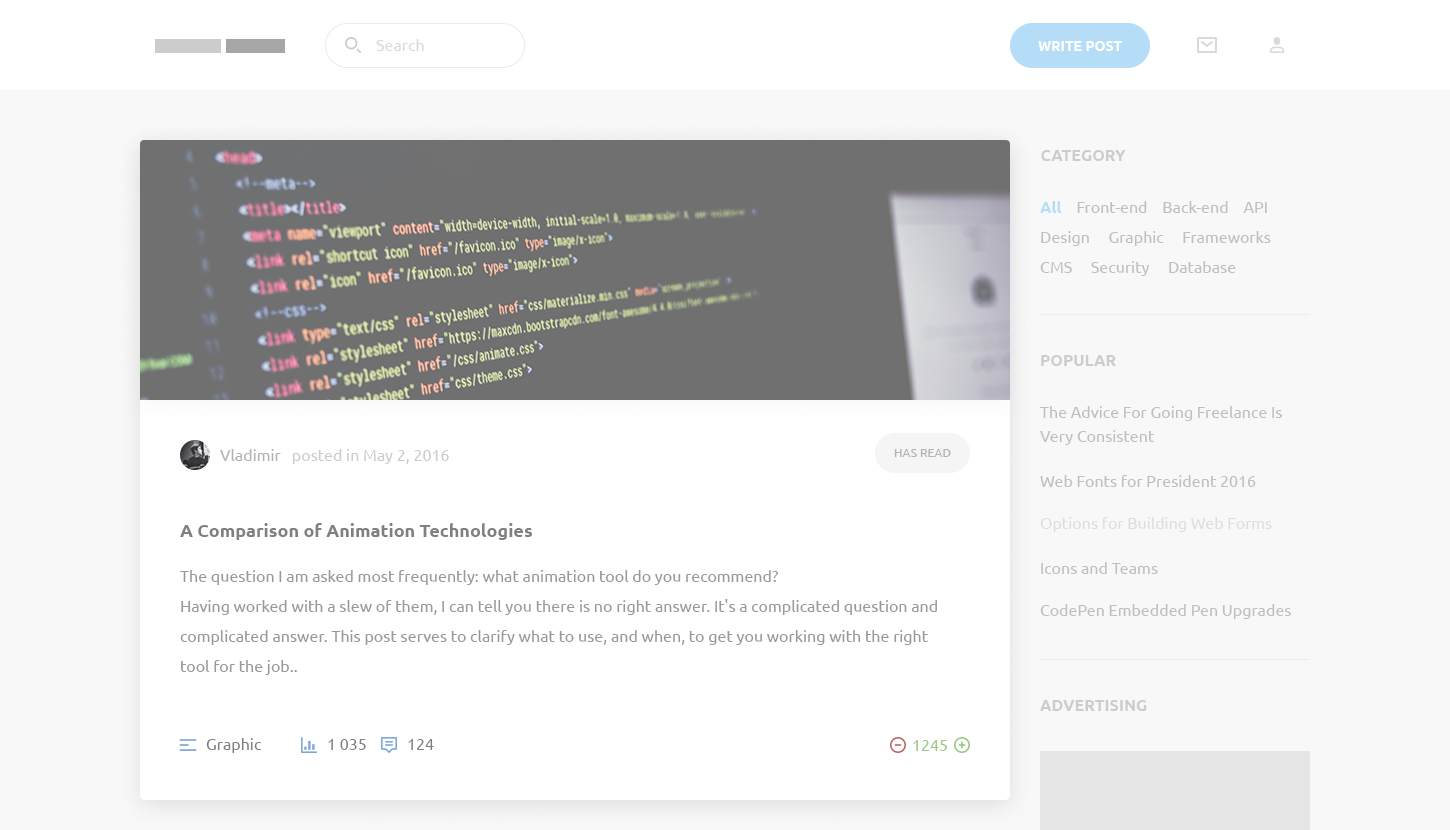 Search
WRITE POST
<head>
<!--meta-->
<title></title>
<meta name="viewport" content="width=device-width, initial-scale=1.0,
<link rel="shortcut icon" href="/favicon.ico" type="image/x-icon">
<link rel="icon" href="/favicon.ico" type="image/x-icon">
<!--css-->
<link type="text/css" rel="stylesheet" href="css/materialize.min.css"
<link rel="stylesheet" href="https://maxcdn.bootstrapcdn.com/font-awesome/4.4.0/css/font-awesome.min.css"
<link rel="stylesheet" href="/css/animate.css">
<link rel="stylesheet" href="css/theme.css">
Vladimir posted in May 2, 2016
HAS READ
A Comparison of Animation Technologies
The question I am asked most frequently: what animation tool do you recommend?
Having worked with a slew of them, I can tell you there is no right answer. It's a complicated question and
complicated answer. This post serves to clarify what to use, and when, to get you working with the right
tool for the job..
Graphic 1 035 124 1245
CATEGORY
All Front-end Back-end API
Design Graphic Frameworks
CMS Security Database
POPULAR
The Advice For Going Freelance Is
Very Consistent
Web Fonts for President 2016
Options for Building Web Forms
Icons and Teams
CodePen Embedded Pen Upgrades
ADVERTISING